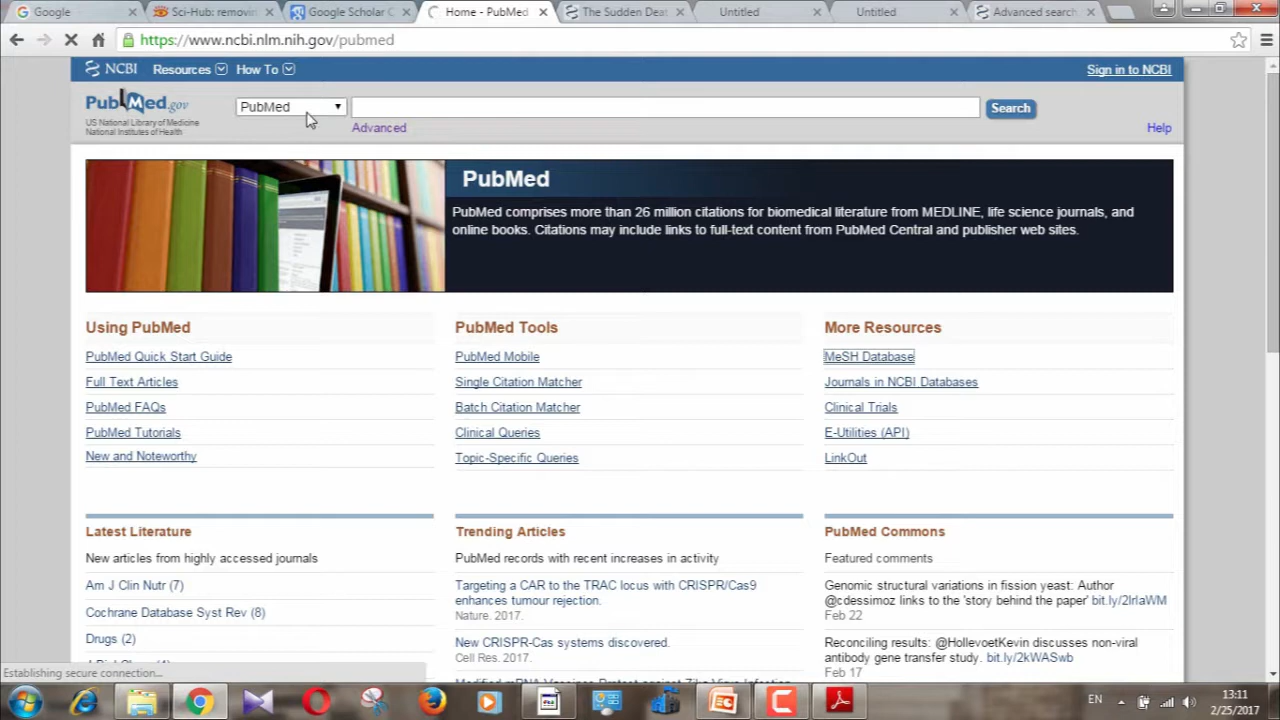 Google
Sci-Hub: removin
Google Scholar C
Home - PubMed
The Sudden Deat
Untitled
Untitled
Advanced search
https://www.ncbi.nlm.nih.gov/pubmed
NCBI Resources How To Sign in to NCBI
PubMed.gov
US National Library of Medicine
National Institutes of Health
PubMed
Search
Advanced
Help
PubMed
PubMed comprises more than 26 million citations for biomedical literature from MEDLINE, life science journals, and
online books. Citations may include links to full-text content from PubMed Central and publisher web sites.
Using PubMed
PubMed Quick Start Guide
Full Text Articles
PubMed FAQs
PubMed Tutorials
New and Noteworthy
PubMed Tools
PubMed Mobile
Single Citation Matcher
Batch Citation Matcher
Clinical Queries
Topic-Specific Queries
More Resources
MeSH Database
Journals in NCBI Databases
Clinical Trials
E-Utilities (API)
LinkOut
Latest Literature
New articles from highly accessed journals
Am J Clin Nutr (7)
Cochrane Database Syst Rev (8)
Drugs (2)
Trending Articles
PubMed records with recent increases in activity
Targeting a CAR to the TRAC locus with CRISPR/Cas9
enhances tumour rejection.
Nature. 2017.
New CRISPR-Cas systems discovered.
Cell Res. 2017.
PubMed Commons
Featured comments
Genomic structural variations in fission yeast: Author
@cdessimoz links to the 'story behind the paper' bit.ly/2lrlaWM
Feb 22
Reconciling results: @HollevoetKevin discusses non-viral
antibody gene transfer study. bit.ly/2kWASwb
Feb 17
Establishing secure connection...
EN
13:11
2/25/2017